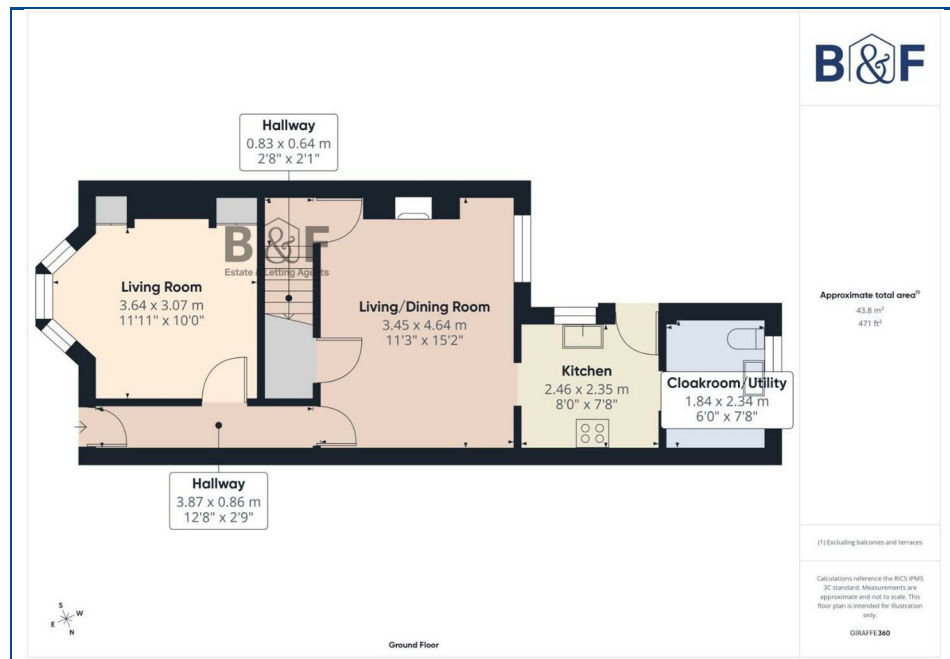 B&F
Hallway
0.83 x 0.64 m
2'8" x 2'1"
B&F
Estate & Letting Agents
Living Room
3.64 x 3.07 m
11'11" x 10'0"
Living/Dining Room
3.45 x 4.64 m
11'3" x 15'2"
Kitchen
2.46 x 2.35 m
8'0" x 7'8"
Cloakroom/Utility
1.84 x 2.34 m
6'0" x 7'8"
Hallway
3.87 x 0.86 m
12'8" x 2'9"
Approximate total area(1)
43.8 m²
471 ft²
(1) Excluding balconies and terraces
Calculations reference the RICS IPMS
3C standard. Measurements are
approximate and not to scale. This
floor plan is intended for illustration
only.
GIRAFFE360
S
W
E
N
Ground Floor